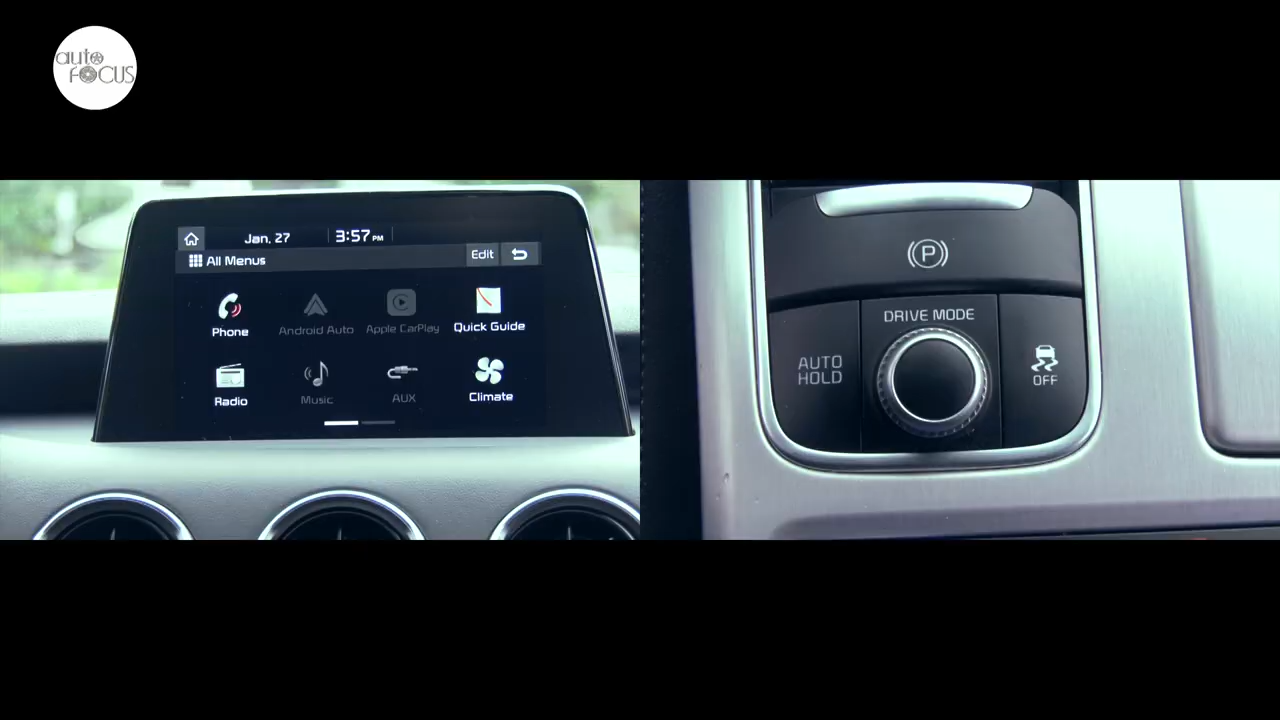 auto
FOCUS
Jan, 27
3:57 PM
All Menus
Edit
Phone
Android Auto
Apple CarPlay
Quick Guide
Radio
Music
AUX
Climate
P
DRIVE MODE
AUTO
HOLD
OFF